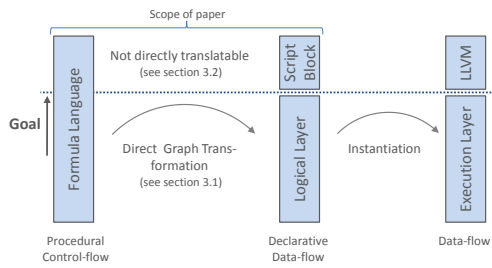 Scope of paper
Not directly translatable
(see section 3.2)
Script
Block
LLVM
Goal
Formula Language
Direct Graph Trans-
formation
(see section 3.1)
Logical Layer
Instantiation
Execution Layer
Procedural
Control-flow
Declarative
Data-flow
Data-flow